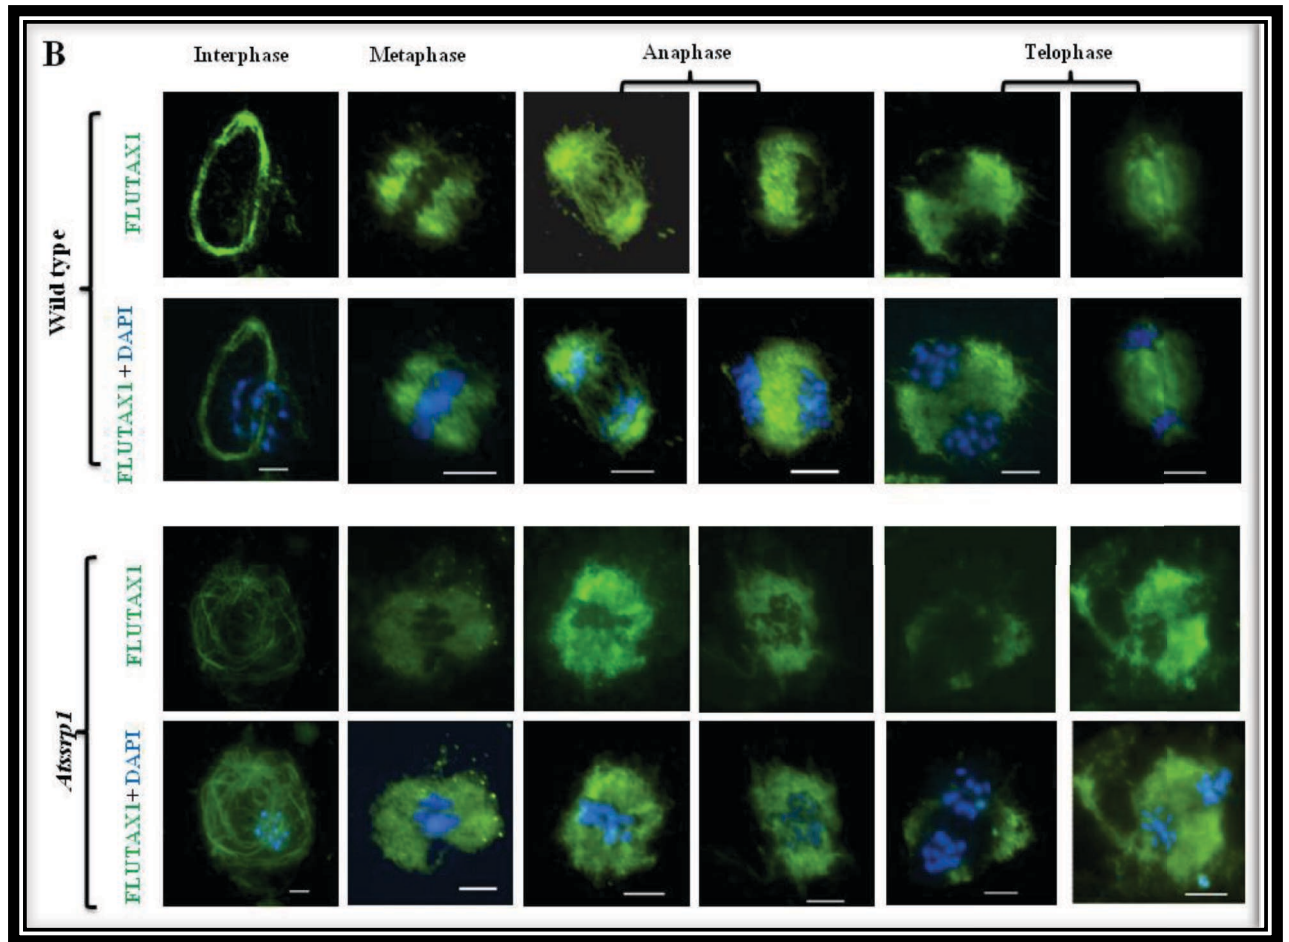 B
Interphase
Metaphase
Anaphase
Telophase
Wild type
FLUTAX1
FLUTAX1 + DAPI
Atssrp1
FLUTAX1
FLUTAX1+ DAPI